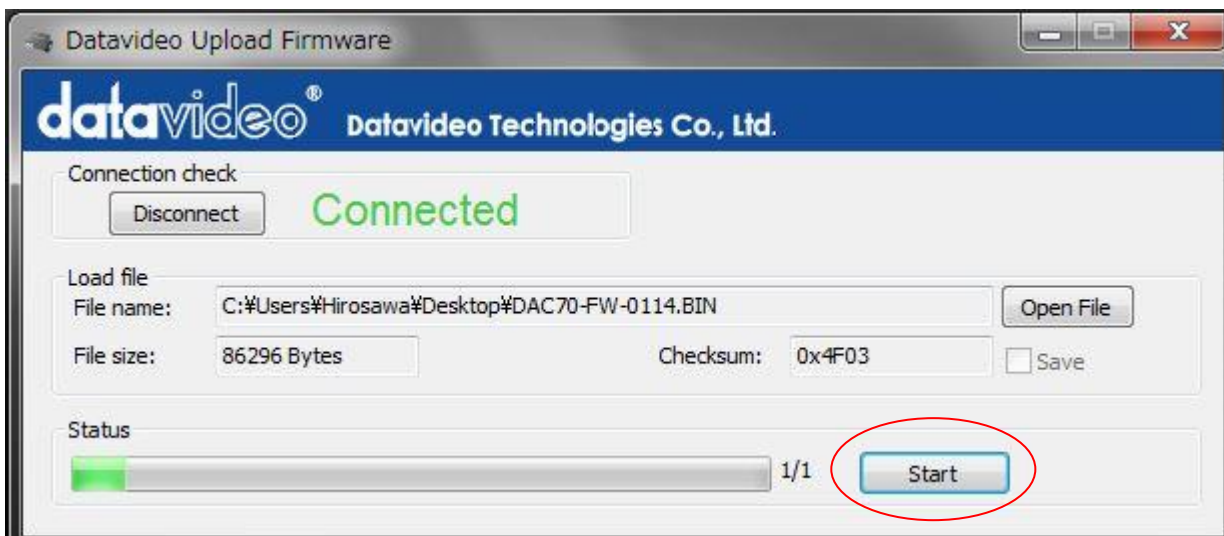 Datavideo Upload Firmware
datavideo® Datavideo Technologies Co., Ltd.
Connection check
Disconnect Connected
Load file
File name: C:¥Users¥Hirosawa¥Desktop¥DAC70-FW-0114.BIN Open File
File size: 86296 Bytes Checksum: 0x4F03 Save
Status
1/1 Start